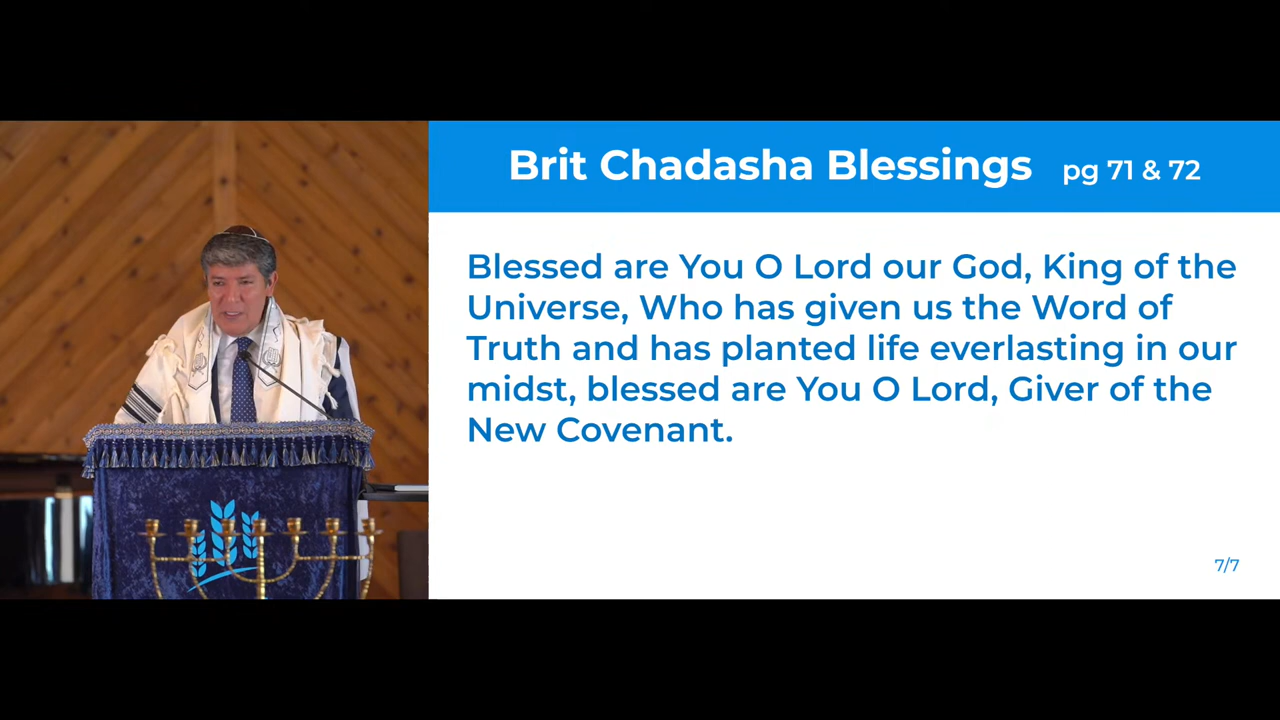 Brit Chadasha Blessings pg 71 & 72
Blessed are You O Lord our God, King of the
Universe, Who has given us the Word of
Truth and has planted life everlasting in our
midst, blessed are You O Lord, Giver of the
New Covenant.
7/7